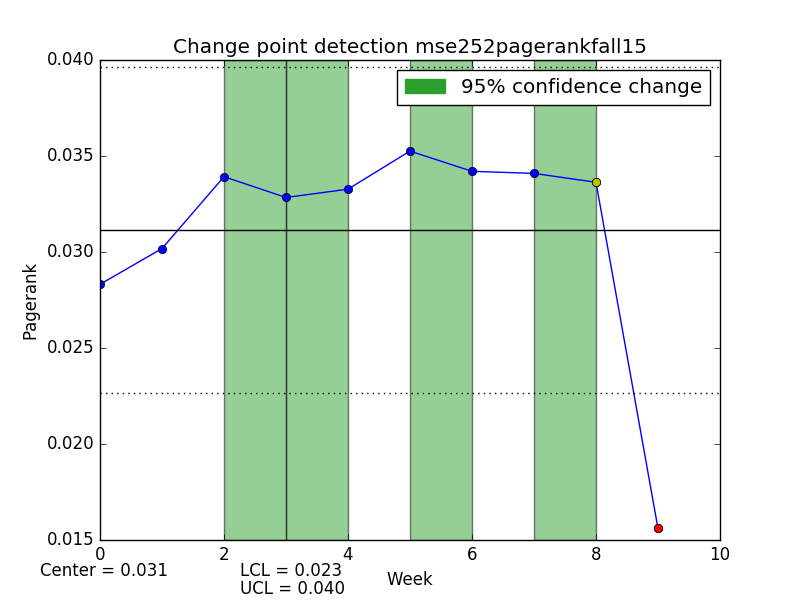 Change point detection mse252pagerankfall15
95% confidence change
0.040
0.035
0.030
0.025
0.020
0.015
Pagerank
0 2 4 6 8 10
Center = 0.031 LCL = 0.023 Week
UCL = 0.040